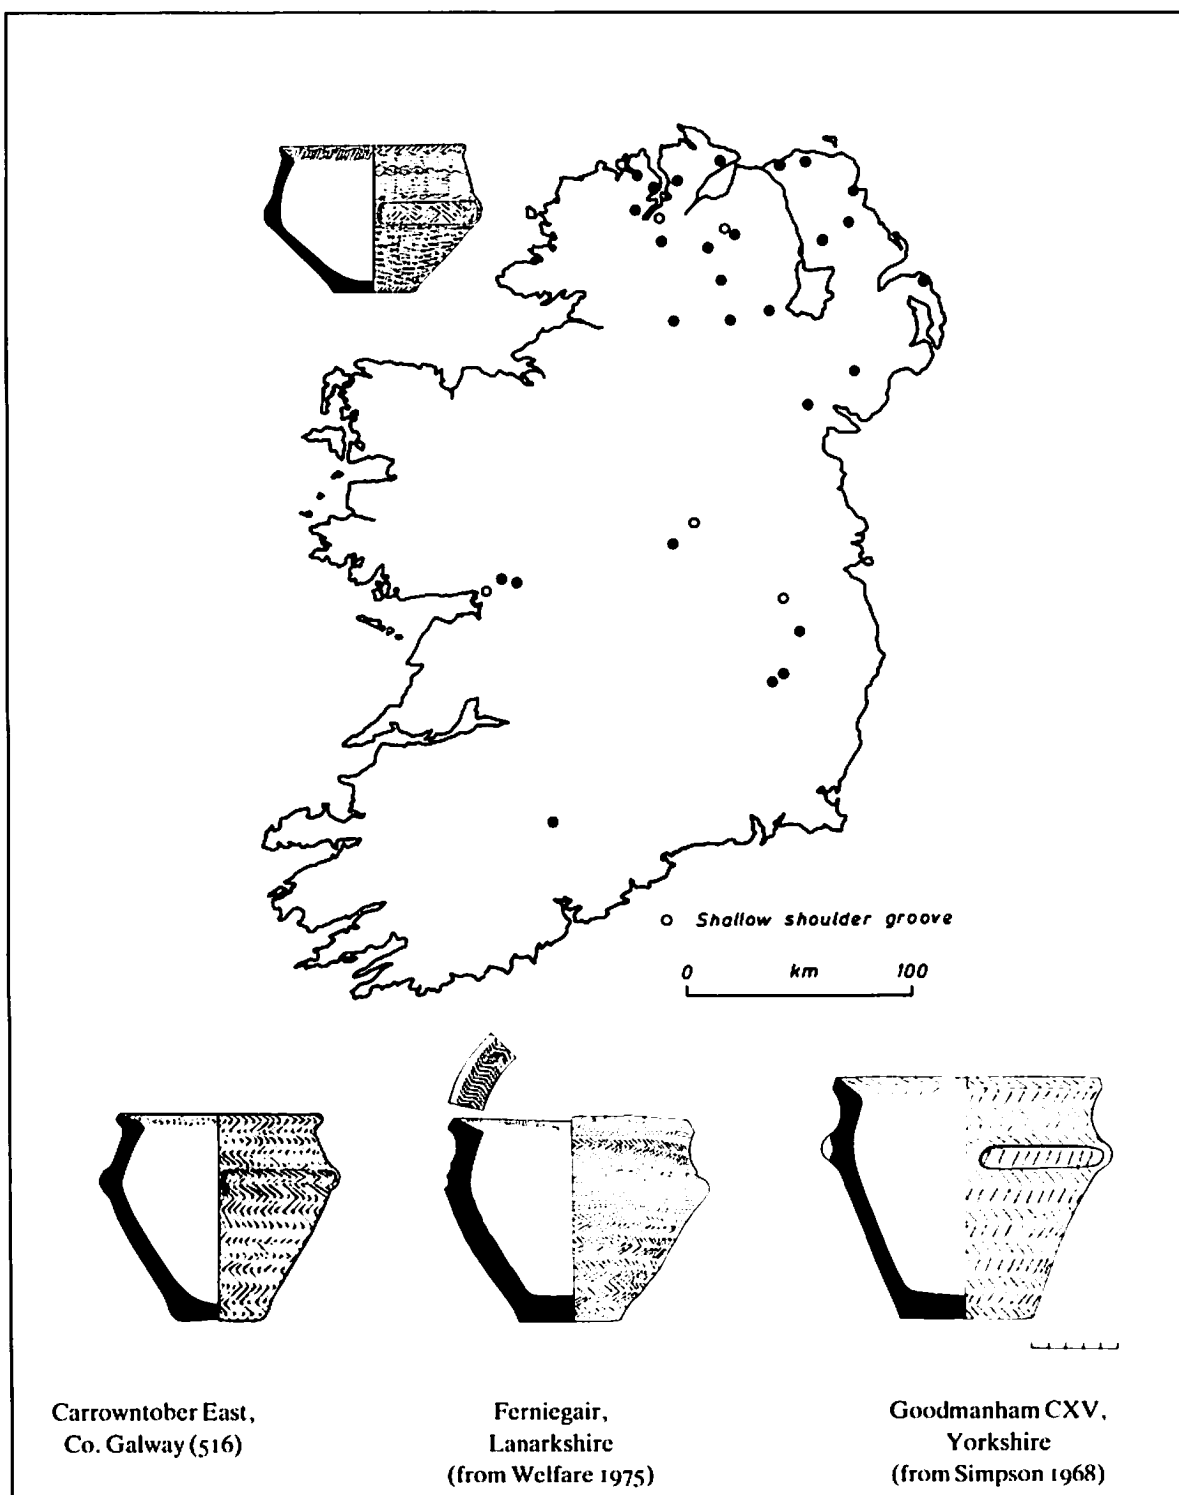 Shallow shoulder groove
0 km 100
Carrowntober East,
Co. Galway (516)
Ferniegair,
Lanarkshire
(from Welfare 1975)
Goodmanham CXV,
Yorkshire
(from Simpson 1968)